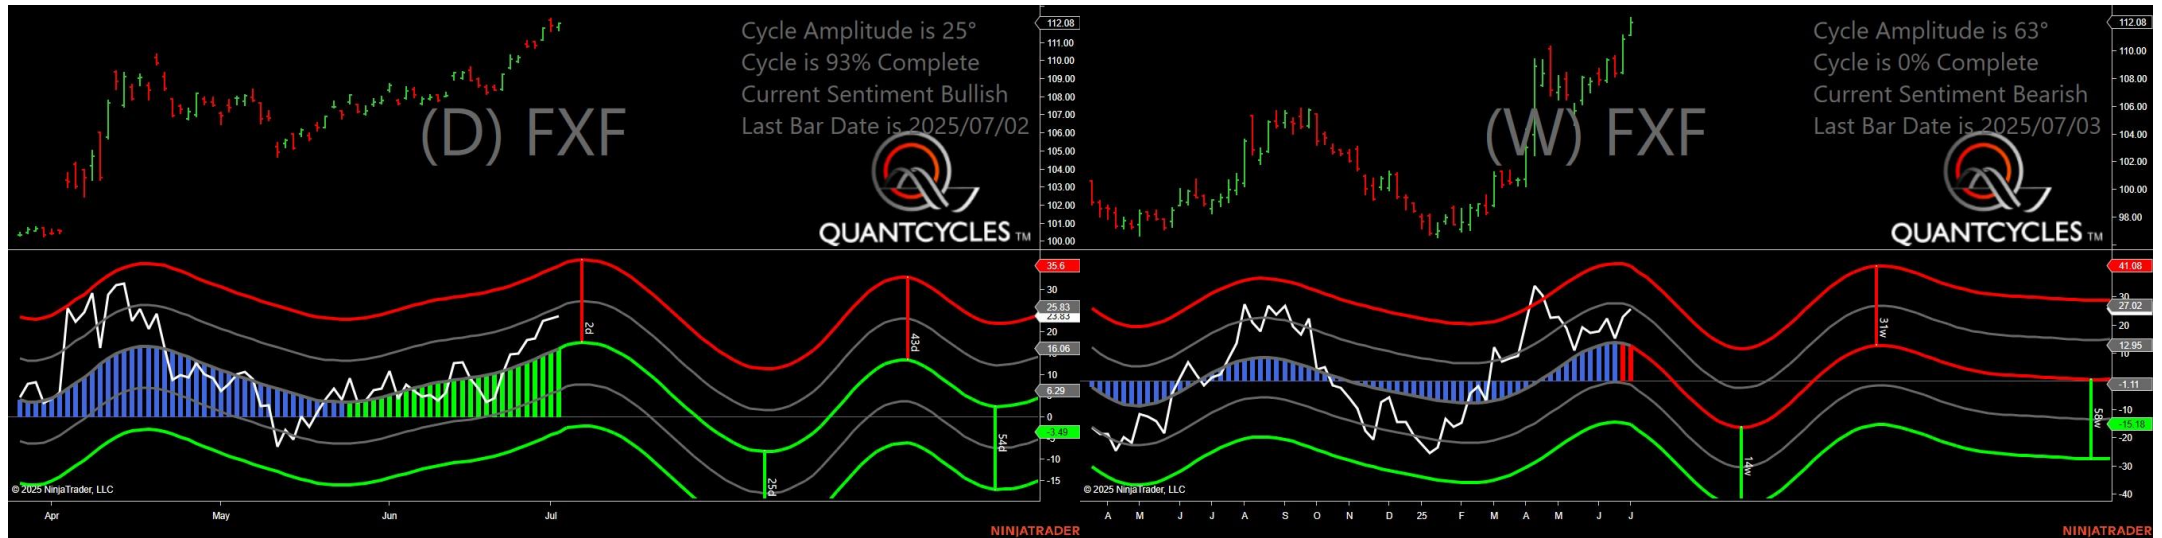 Cycle Amplitude is 25°
Cycle is 93% Complete
Current Sentiment Bullish
Last Bar Date is 2025/07/02
(D) FXF
QUANTCYCLES TM
112.08
111.00
110.00
109.00
108.00
107.00
106.00
105.00
104.00
103.00
102.00
101.00
100.00
35.6
30
25.83
23.83
20
16.06
10
6.29
0
-3.49
-10
-15
2d
25d
43d
54d
© 2025 NinjaTrader, LLC
Apr May Jun Jul
NINJATRADER
Cycle Amplitude is 63°
Cycle is 0% Complete
Current Sentiment Bearish
Last Bar Date is 2025/07/03
(W) FXF
QUANTCYCLES TM
112.08
110.00
108.00
106.00
104.00
102.00
100.00
98.00
41.08
30
27.02
20
12.95
10
-1.11
-10
-15.18
-20
-30
-40
14w
31w
58w
© 2025 NinjaTrader, LLC
A M J J A S O N D 25 F M A M J J
NINJATRADER